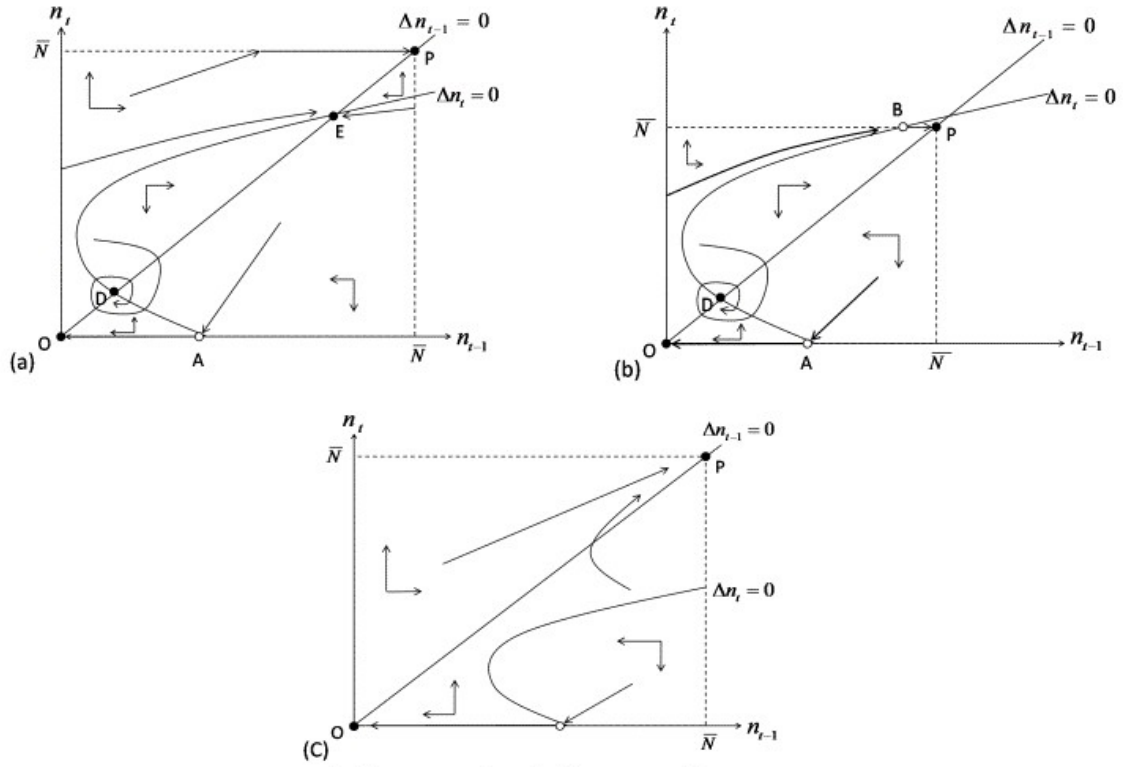 n_t
Δn_{t-1} = 0
N̅
P
Δn_t = 0
E
D
O
A
N̅
n_{t-1}
(a)
n_t
Δn_{t-1} = 0
B
Δn_t = 0
N̅
P
D
O
A
N̅
n_{t-1}
(b)
n_t
Δn_{t-1} = 0
N̅
P
Δn_t = 0
O
N̅
n_{t-1}
(C)